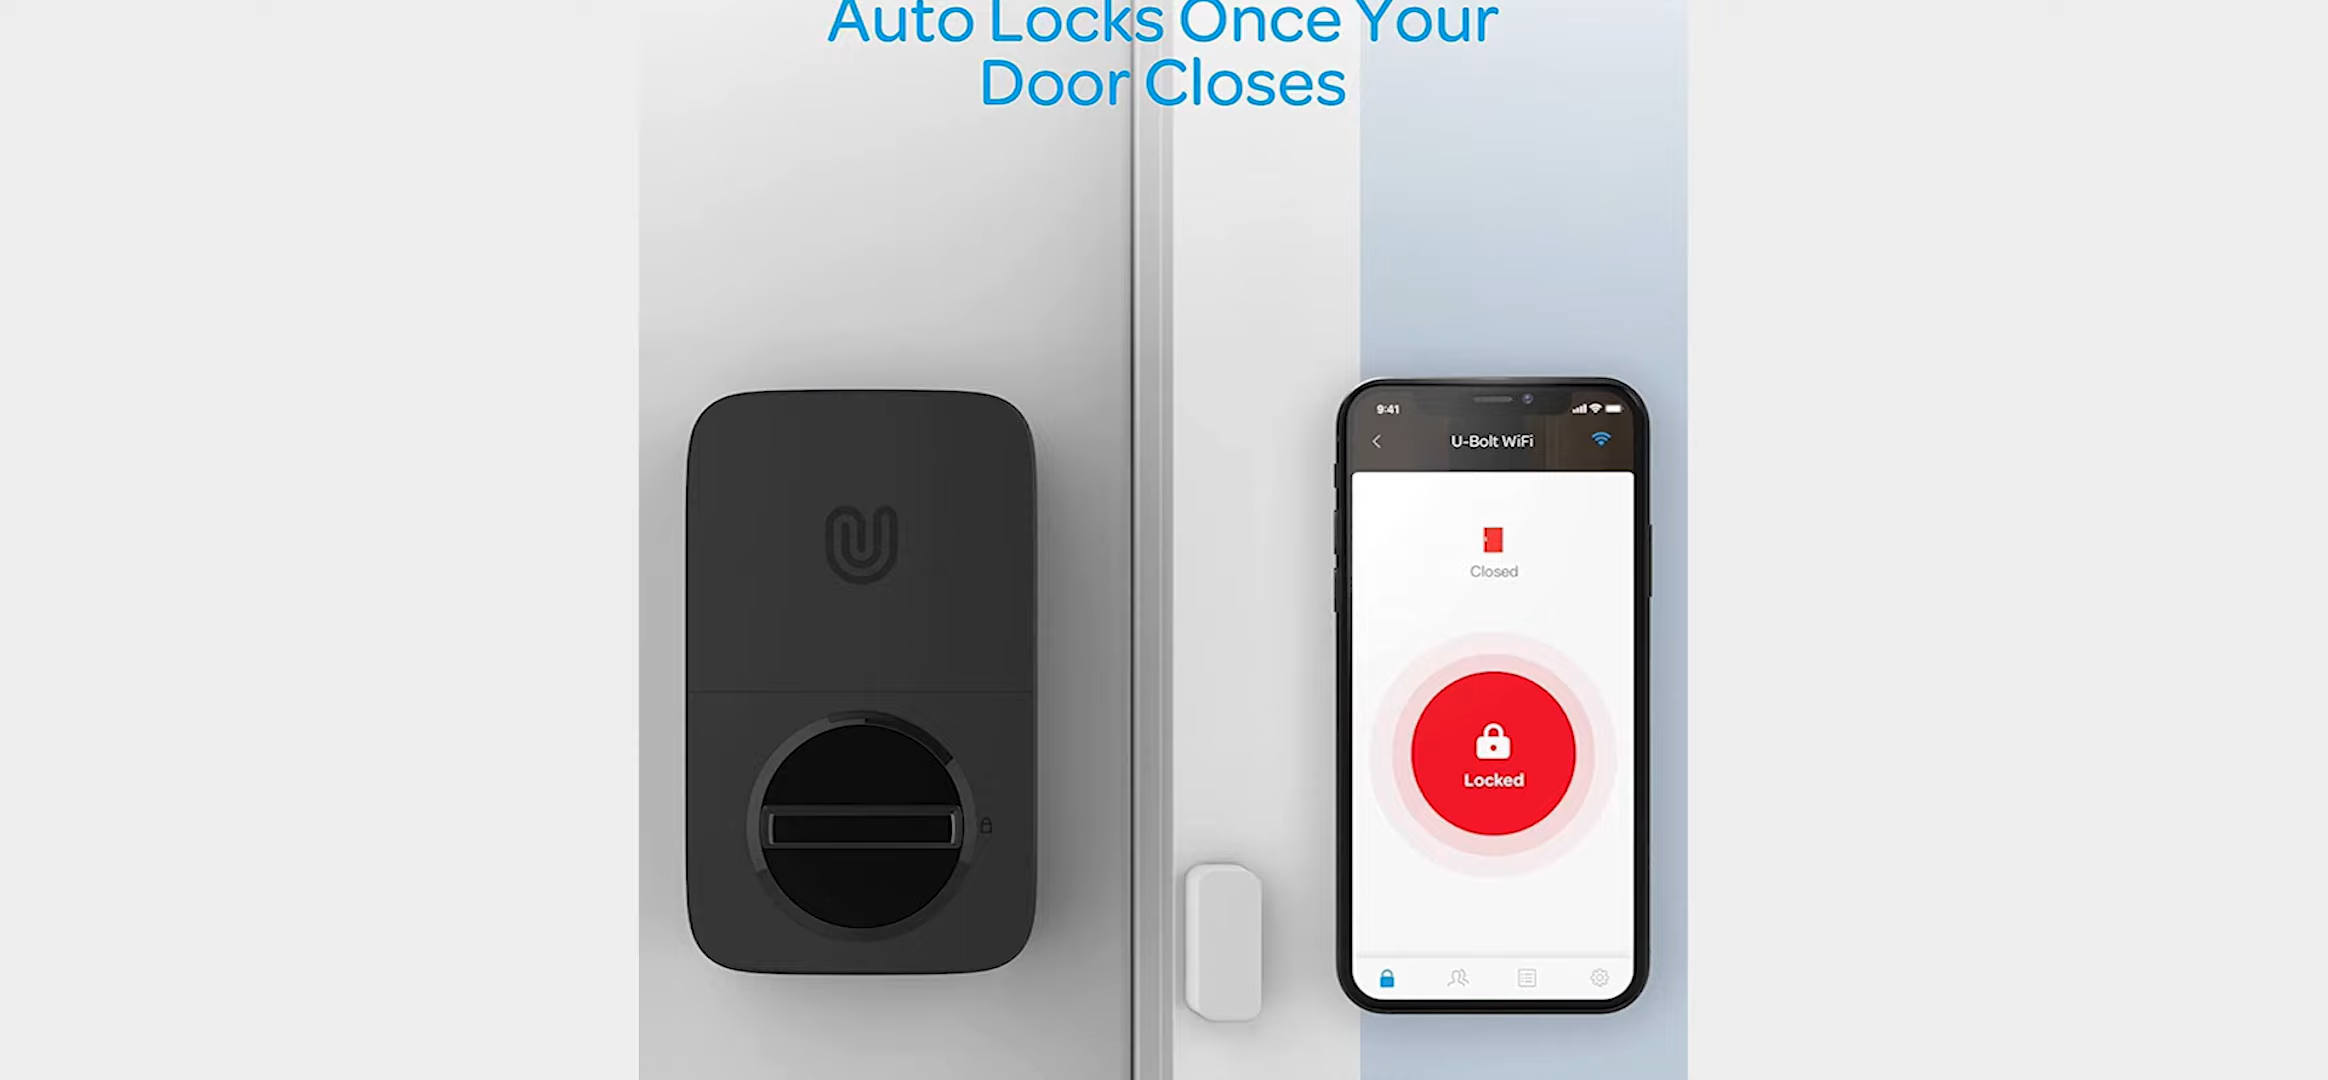 Auto Locks Once Your
Door Closes
9:41
U-Bolt WiFi
Closed
Locked